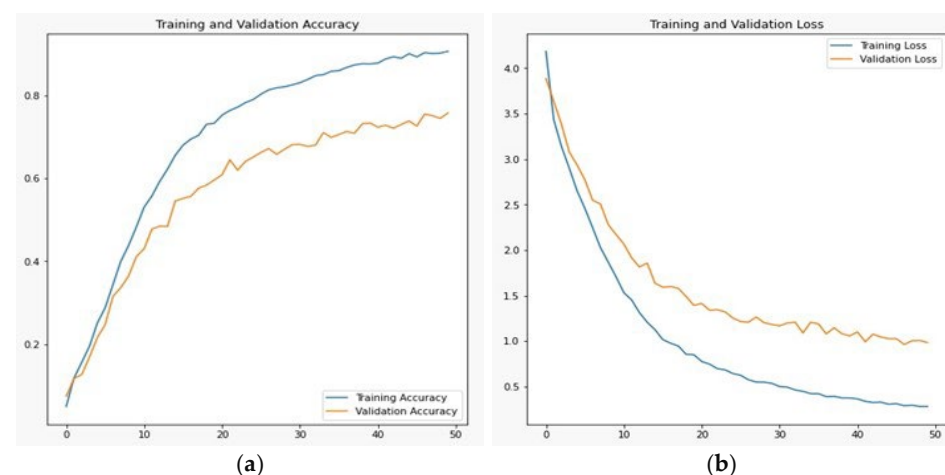 Training and Validation Accuracy
0.8
0.6
0.4
0.2
Training Accuracy
Validation Accuracy
0 10 20 30 40 50
(a)
Training and Validation Loss
Training Loss
Validation Loss
4.0
3.5
3.0
2.5
2.0
1.5
1.0
0.5
0 10 20 30 40 50
(b)